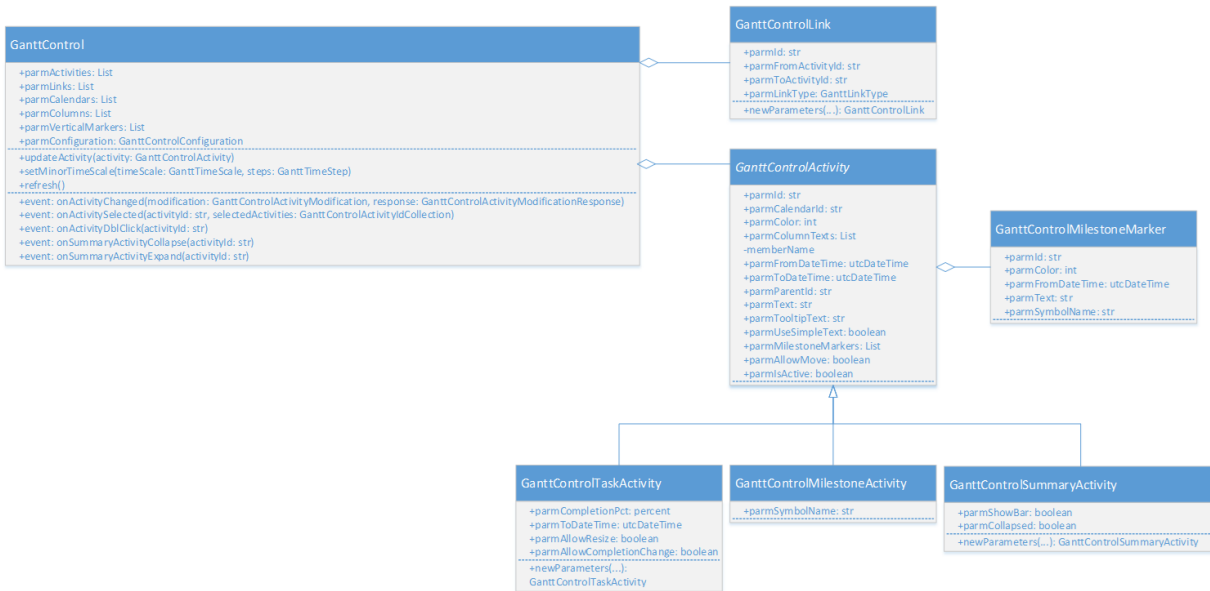 GanttControl
+parmActivities: List
+parmLinks: List
+parmCalendars: List
+parmColumns: List
+parmVerticalMarkers: List
+parmConfiguration: GanttControlConfiguration
+updateActivity(activity: GanttControlActivity)
+setMinorTimeScale(timeScale: GanttTimeScale, steps: GanttTimeStep)
+refresh()
+event: onActivityChanged(modification: GanttControlActivityModification, response: GanttControlActivityModificationResponse)
+event: onActivitySelected(activityId: str, selectedActivities: GanttControlActivityIdCollection)
+event: onActivityDblClick(activityId: str)
+event: onSummaryActivityCollapse(activityId: str)
+event: onSummaryActivityExpand(activityId: str)
GanttControlLink
+parmId: str
+parmFromActivityId: str
+parmToActivityId: str
+parmLinkType: GanttLinkType
+newParameters(...): GanttControlLink
GanttControlActivity
+parmId: str
+parmCalendarId: str
+parmColor: int
+parmColumnTexts: List
-memberName
+parmFromDateTime: utcDateTime
+parmToDateTime: utcDateTime
+parmParentId: str
+parmText: str
+parmTooltipText: str
+parmUseSimpleText: boolean
+parmMilestoneMarkers: List
+parmAllowMove: boolean
+parmIsActive: boolean
GanttControlMilestoneMarker
+parmId: str
+parmColor: int
+parmFromDateTime: utcDateTime
+parmText: str
+parmSymbolName: str
GanttControlTaskActivity
+parmCompletionPct: percent
+parmToDateTime: utcDateTime
+parmAllowResize: boolean
+parmAllowCompletionChange: boolean
+newParameters(...):
GanttControlTaskActivity
GanttControlMilestoneActivity
+parmSymbolName: str
GanttControlSummaryActivity
+parmShowBar: boolean
+parmCollapsed: boolean
+newParameters(...): GanttControlSummaryActivity